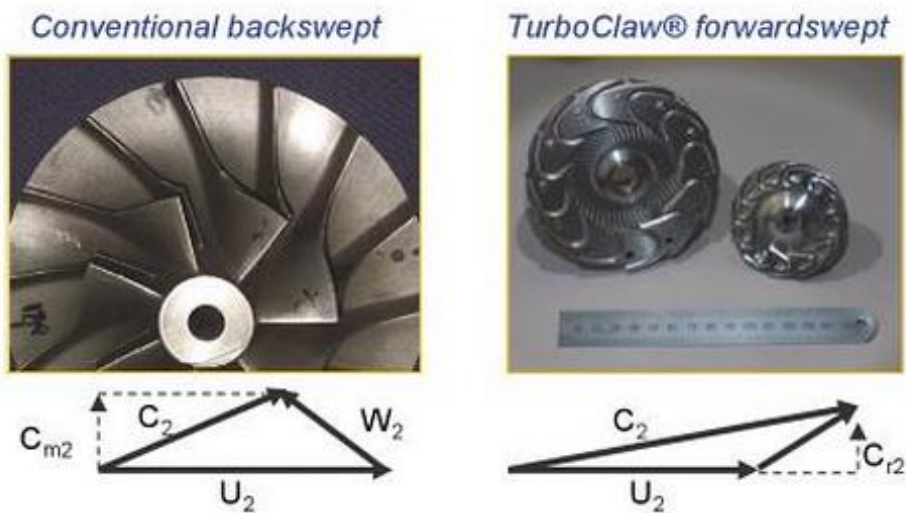 Conventional backswept
TurboClaw® forwardswept
C2
Cm2
W2
U2
C2
Cr2
U2